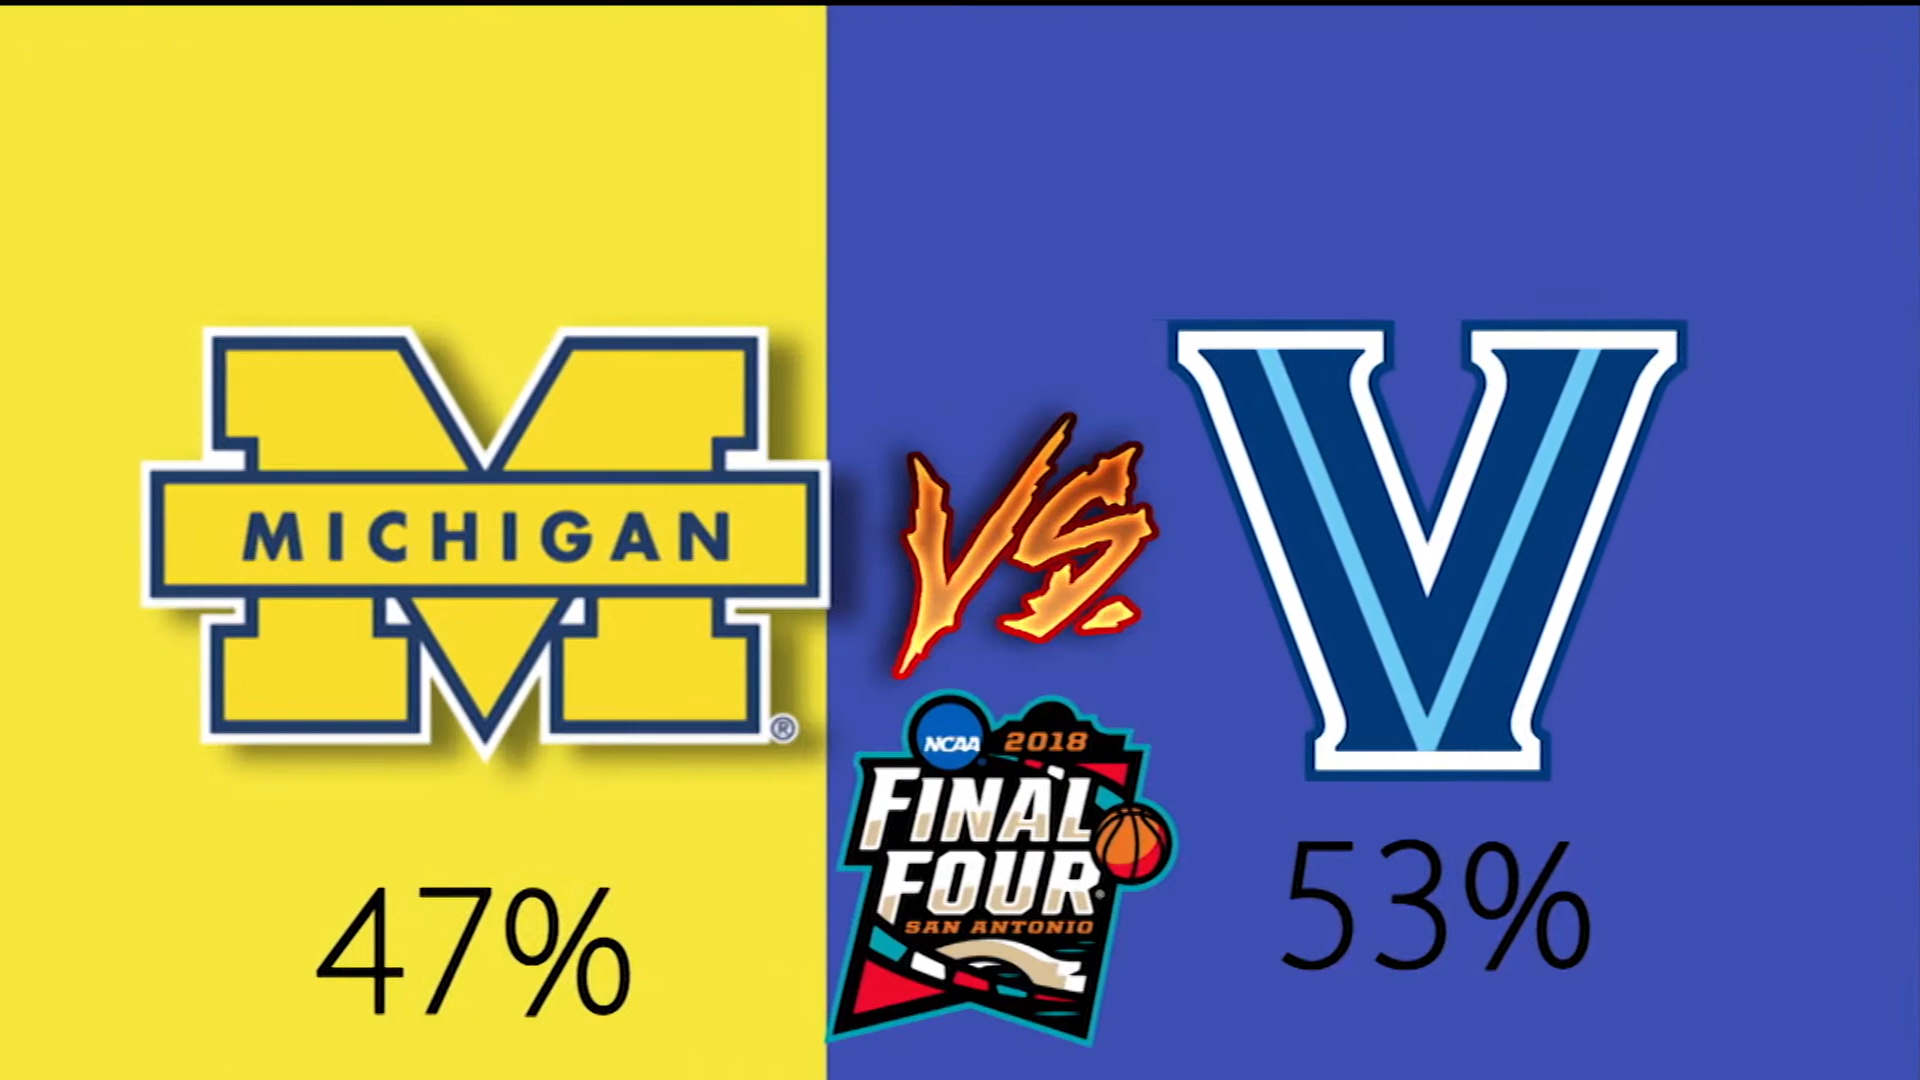 MICHIGAN
®
47%
VS.
NCAA 2018
FINAL
FOUR
SAN ANTONIO
V
53%